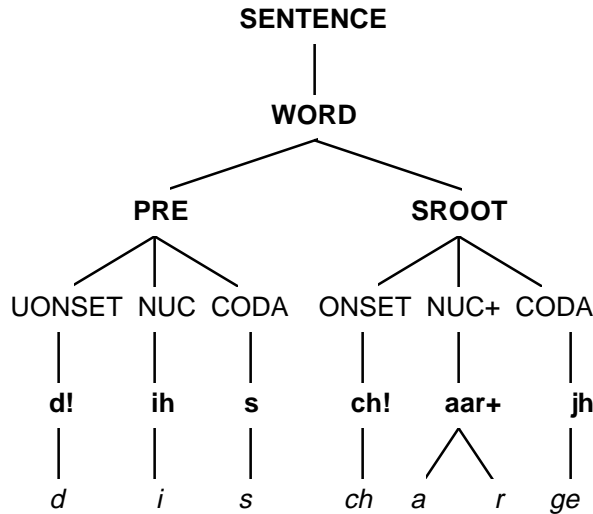 SENTENCE
WORD
PRE SROOT
UONSET NUC CODA ONSET NUC+ CODA
d! ih s ch! aar+ jh
d i s ch a r ge